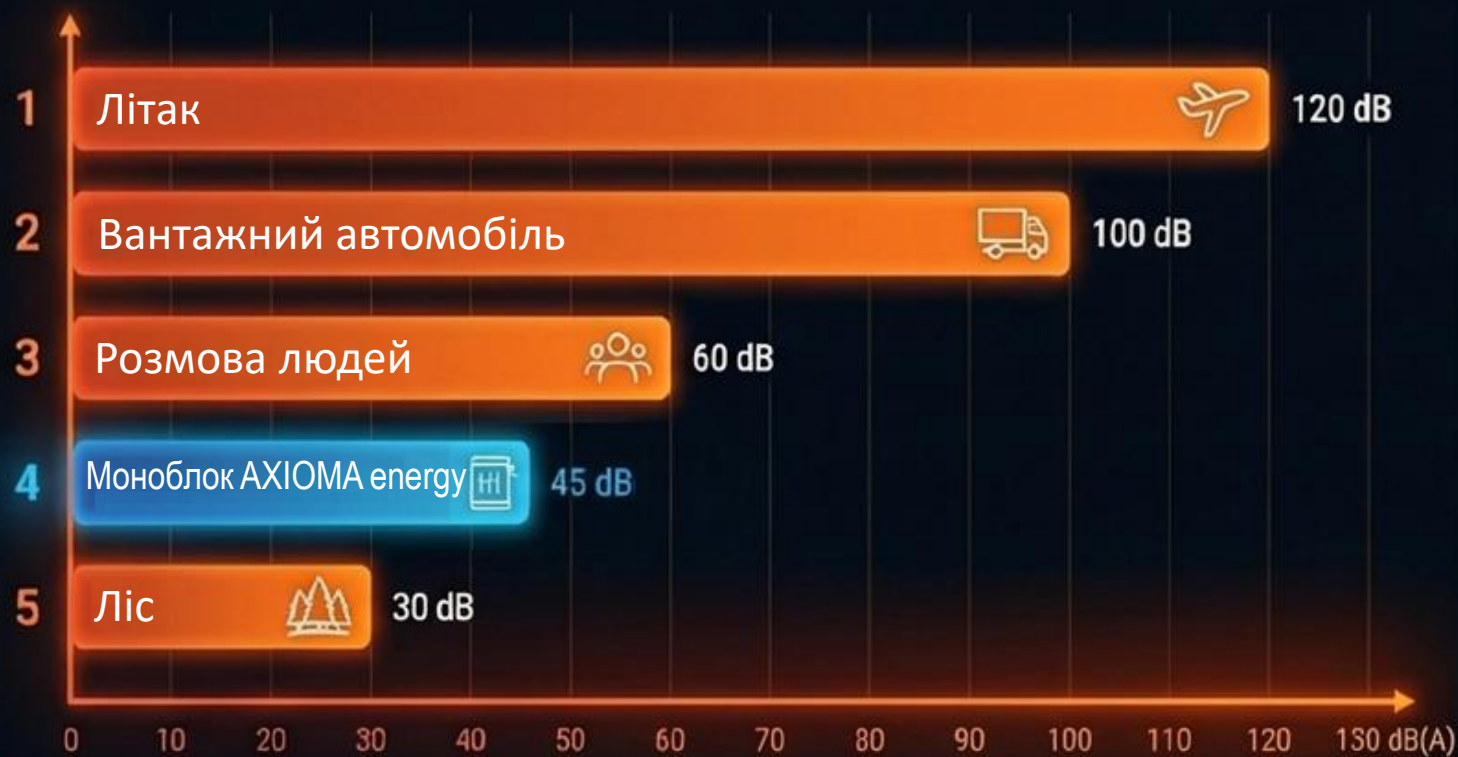 1 Літак 120 dB
2 Вантажний автомобіль 100 dB
3 Розмова людей 60 dB
4 Моноблок AXIOMA energy 45 dB
5 Ліс 30 dB
0 10 20 30 40 50 60 70 80 90 100 110 120 130 dB(A)